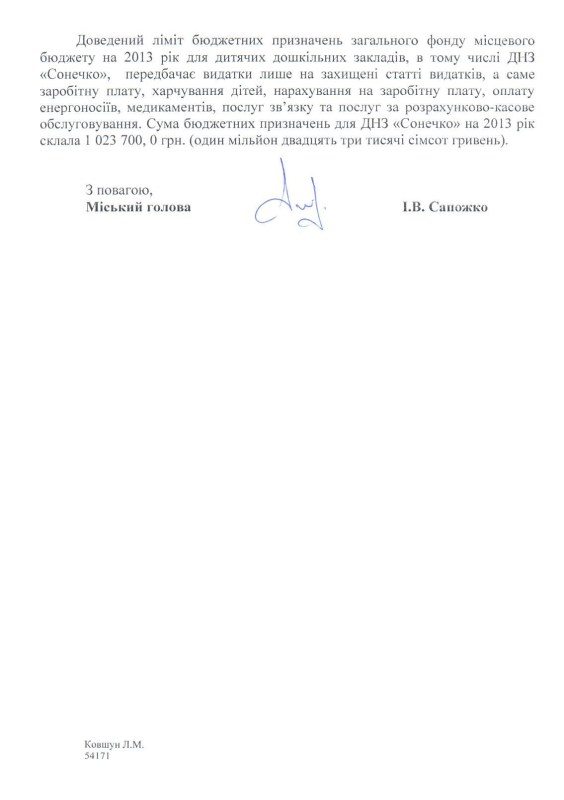 Доведений ліміт бюджетних призначень загального фонду місцевого
бюджету на 2013 рік для дитячих дошкільних закладів, в тому числі ДНЗ
«Сонечко», передбачає видатки лише на захищені статті видатків, а саме
заробітну плату, харчування дітей, нарахування на заробітну плату, оплату
енергоносіїв, медикаментів, послуг зв’язку та послуг за розрахунково-касове
обслуговування. Сума бюджетних призначень для ДНЗ «Сонечко» на 2013 рік
склала 1 023 700, 0 грн. (один мільйон двадцять три тисячі сімсот гривень).
З повагою,
Міський голова І.В. Сапожко
Ковшун Л.М.
54171